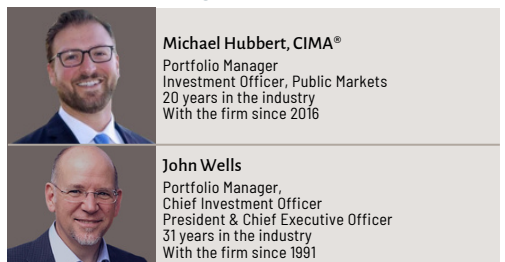 Michael Hubbert, CIMA®
Portfolio Manager
Investment Officer, Public Markets
20 years in the industry
With the firm since 2016
John Wells
Portfolio Manager,
Chief Investment Officer
President & Chief Executive Officer
31 years in the industry
With the firm since 1991